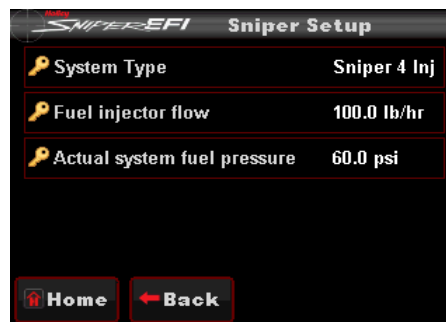 Holley
SNIPER EFI Sniper Setup
System Type Sniper 4 Inj
Fuel injector flow 100.0 lb/hr
Actual system fuel pressure 60.0 psi
Home Back